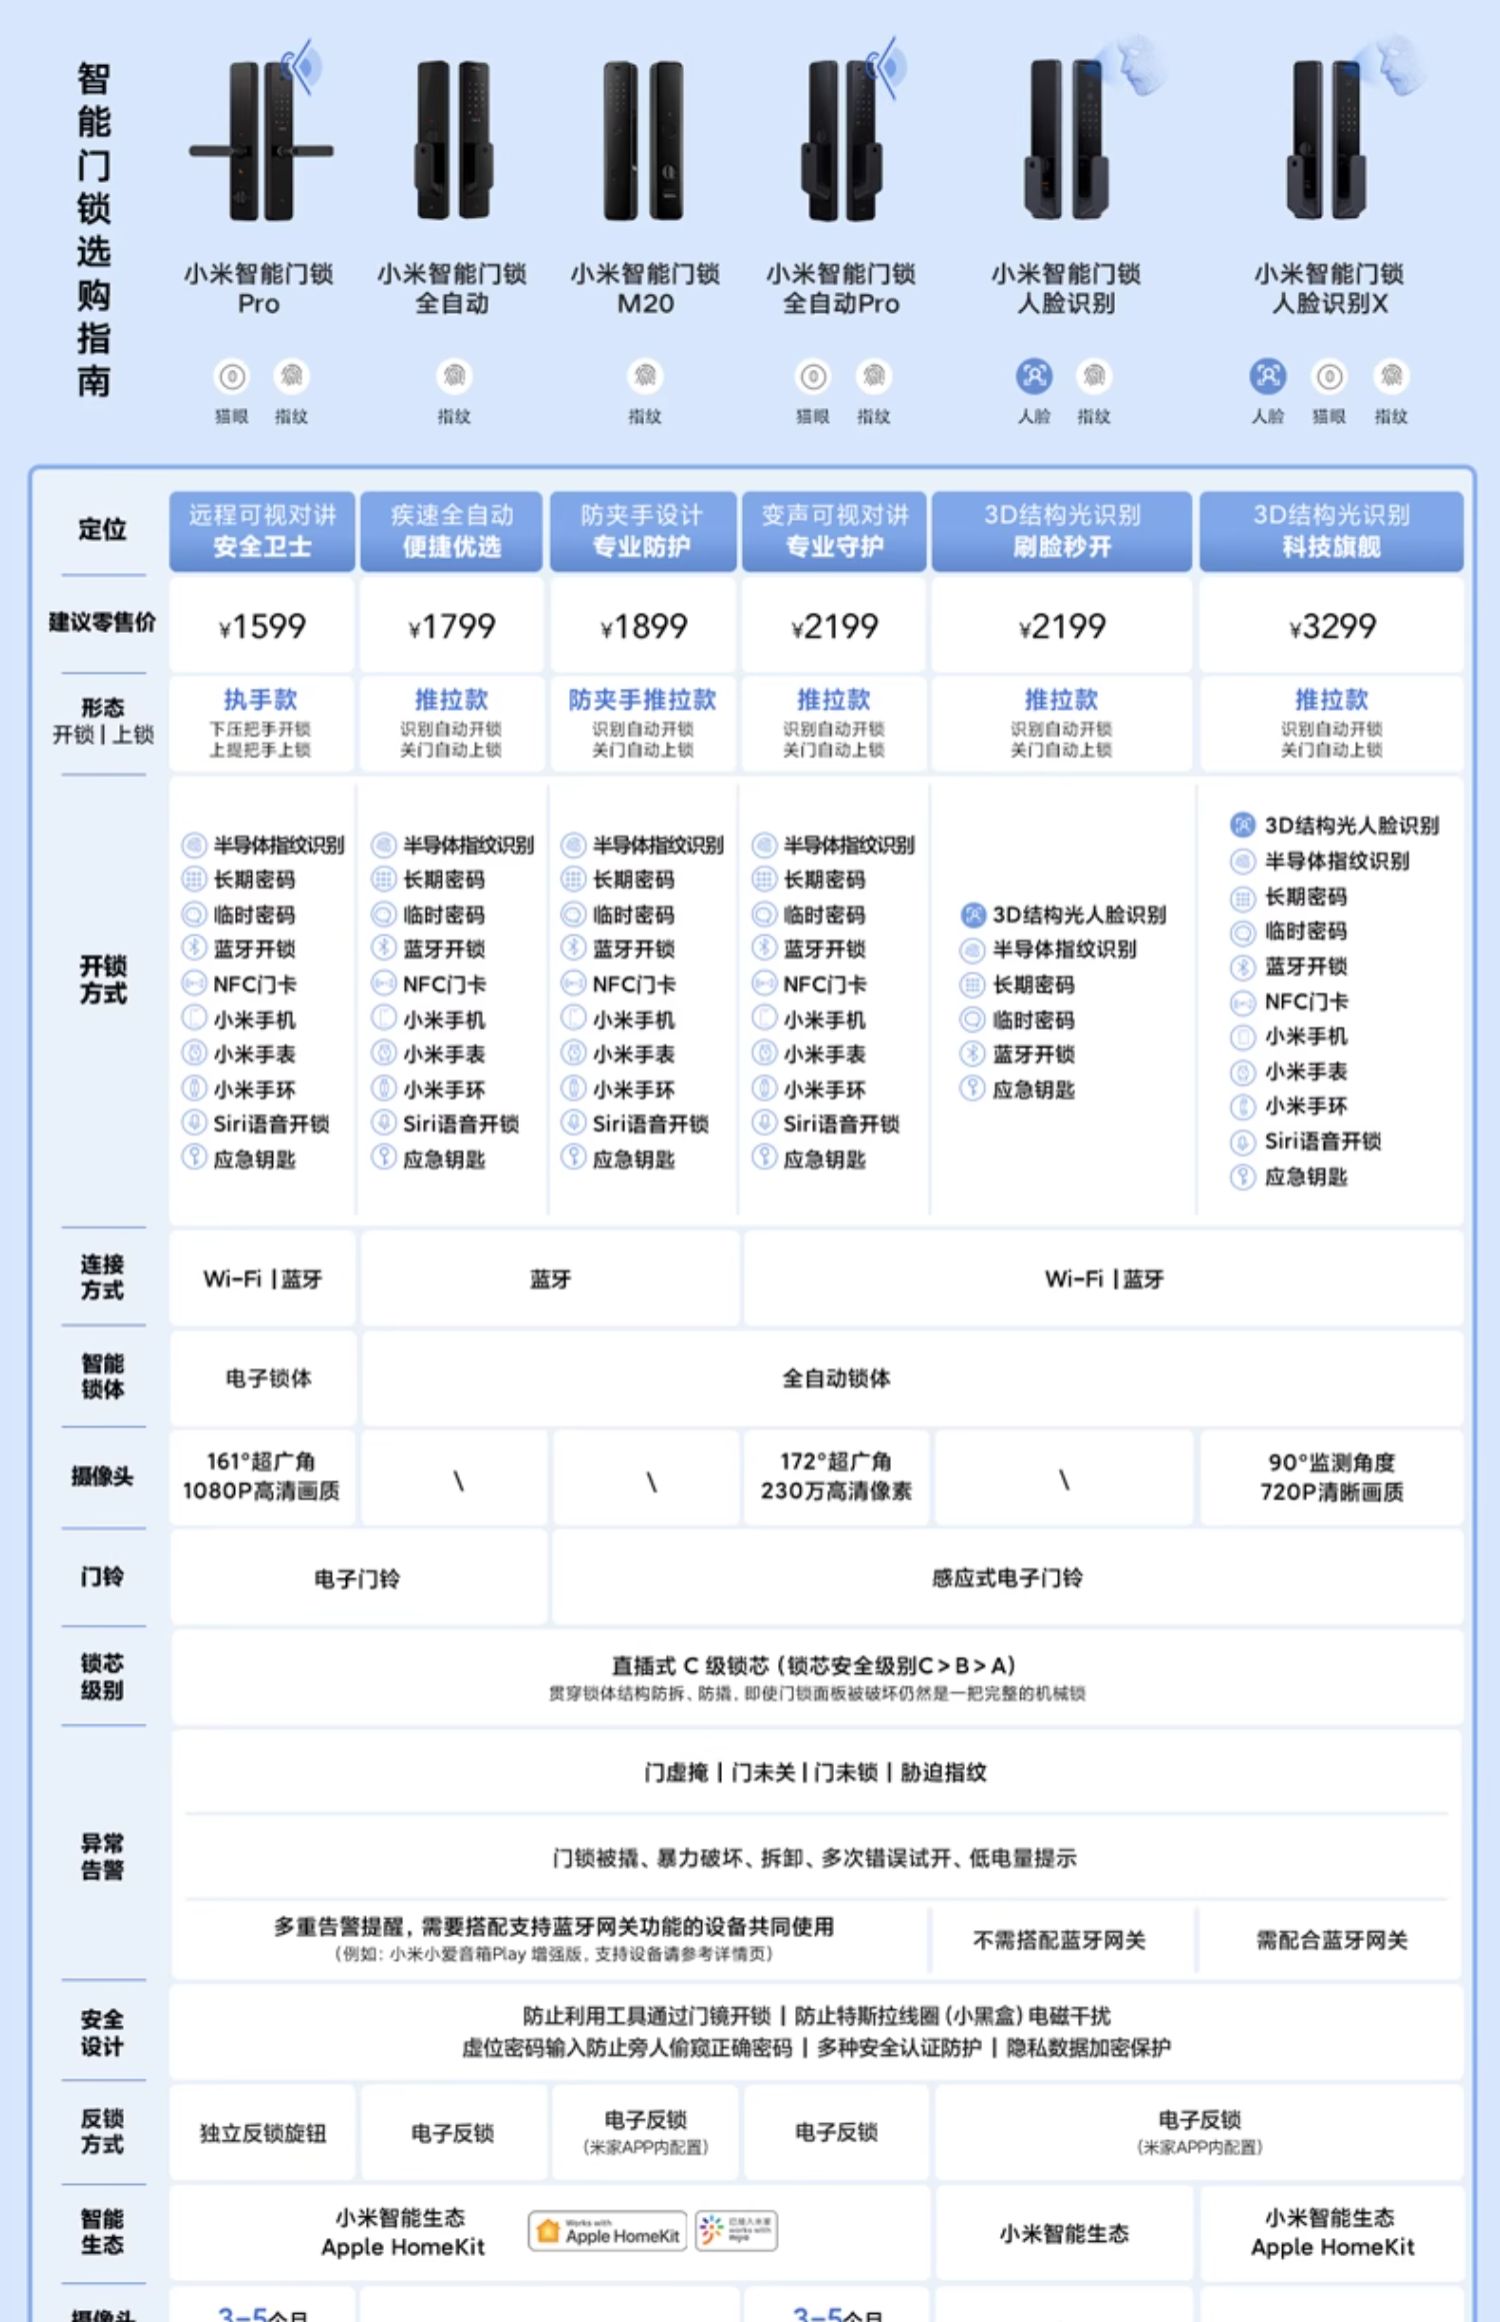 智能门锁选购指南
小米智能门锁 小米智能门锁 小米智能门锁 小米智能门锁 小米智能门锁 小米智能门锁
Pro 全自动 M20 全自动Pro 人脸识别 人脸识别X
猫眼 指纹 指纹 指纹 猫眼 指纹 人脸 指纹 人脸 猫眼 指纹
定位
远程可视对讲 疾速全自动 防夹手设计 变声可视对讲 3D结构光识别 3D结构光识别
安全卫士 便捷优选 专业防护 专业守护 刷脸秒开 科技旗舰
建议零售价 ¥1599 ¥1799 ¥1899 ¥2199 ¥2199 ¥3299
形态
开锁 | 上锁
执手款 推拉款 防夹手推拉款 推拉款 推拉款 推拉款
下压把手开锁 识别自动开锁 识别自动开锁 识别自动开锁 识别自动开锁 识别自动开锁
上提把手上锁 关门自动上锁 关门自动上锁 关门自动上锁 关门自动上锁 关门自动上锁
开锁
方式
半导体指纹识别
长期密码
临时密码
蓝牙开锁
NFC门卡
小米手机
小米手表
小米手环
Siri语音开锁
应急钥匙
半导体指纹识别
长期密码
临时密码
蓝牙开锁
NFC门卡
小米手机
小米手表
小米手环
Siri语音开锁
应急钥匙
半导体指纹识别
长期密码
临时密码
蓝牙开锁
NFC门卡
小米手机
小米手表
小米手环
Siri语音开锁
应急钥匙
半导体指纹识别
长期密码
临时密码
蓝牙开锁
NFC门卡
小米手机
小米手表
小米手环
Siri语音开锁
应急钥匙
3D结构光人脸识别
半导体指纹识别
长期密码
临时密码
蓝牙开锁
应急钥匙
3D结构光人脸识别
半导体指纹识别
长期密码
临时密码
蓝牙开锁
NFC门卡
小米手机
小米手表
小米手环
Siri语音开锁
应急钥匙
连接
方式
Wi-Fi | 蓝牙 蓝牙 Wi-Fi | 蓝牙
智能
锁体
电子锁体 全自动锁体
摄像头
161°超广角 \ \ 172°超广角 \ 90°监测角度
1080P高清画质 230万高清像素 720P清晰画质
门铃 电子门铃 感应式电子门铃
锁芯
级别
直插式 C 级锁芯 (锁芯安全级别C > B > A)
贯穿锁体结构防拆、防撬, 即使门锁面板被破坏仍然是一把完整的机械锁
异常
告警
门虚掩 | 门未关 | 门未锁 | 胁迫指纹
门锁被撬、暴力破坏、拆卸、多次错误试开、低电量提示
多重告警提醒, 需要搭配支持蓝牙网关功能的设备共同使用
(例如: 小米小爱音箱Play 增强版, 支持设备请参考详情页)
不需搭配蓝牙网关 需配合蓝牙网关
安全
设计
防止利用工具通过门镜开锁 | 防止特斯拉线圈 (小黑盒) 电磁干扰
虚位密码输入防止旁人偷窥正确密码 | 多种安全认证防护 | 隐私数据加密保护
反锁
方式
独立反锁旋钮 电子反锁 电子反锁 电子反锁 电子反锁
(米家APP内配置) (米家APP内配置)
智能
生态
小米智能生态
Apple HomeKit
Works with
Apple HomeKit
已接入米家
works with
小米智能生态
小米智能生态
Apple HomeKit
摄像头 3-5个月 3-5个月